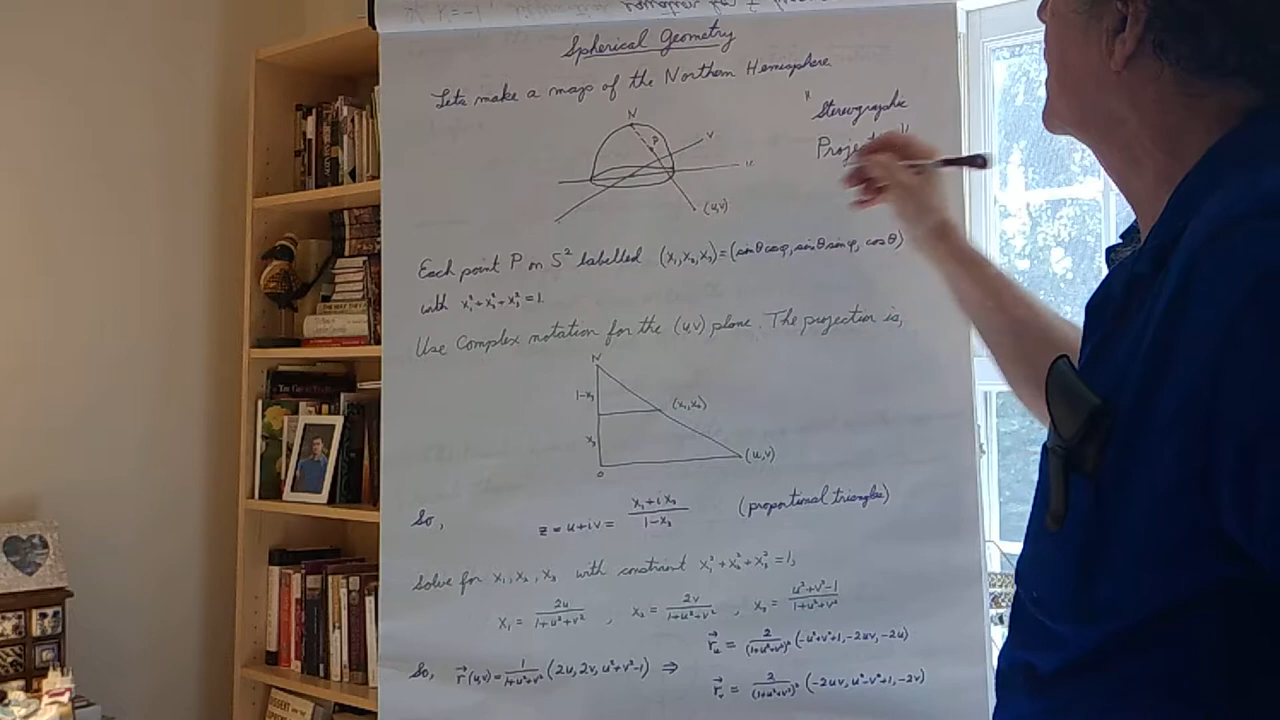 Spherical Geometry
Lets make a map of the Northern Hemisphere
"Stereographic
Projection"
N
P
v
u
(u,v)
Each point P on S² labelled (x₁,x₂,x₃)=(sinθcosφ, sinθsinφ, cosθ)
with x₁²+x₂²+x₃²=1.
Use Complex notation for the (u,v) plane. The projection is,
N
1-x₃
(x₁,x₂)
x₃
(u,v)
0
So, z = u+iv = (x₁+ix₂)/(1-x₃) (proportional triangles)
Solve for x₁, x₂, x₃ with constraint x₁²+x₂²+x₃²=1,
x₁ = 2u/(1+u²+v²) , x₂ = 2v/(1+u²+v²) , x₃ = (u²+v²-1)/(1+u²+v²)
So, r⃗(u,v) = 1/(1+u²+v²) (2u, 2v, u²+v²-1) ⇒
r⃗ᵤ = 2/(1+u²+v²)² (-u²+v²+1, -2uv, -2u)
r⃗ᵥ = 2/(1+u²+v²)² (-2uv, u²-v²+1, -2v)